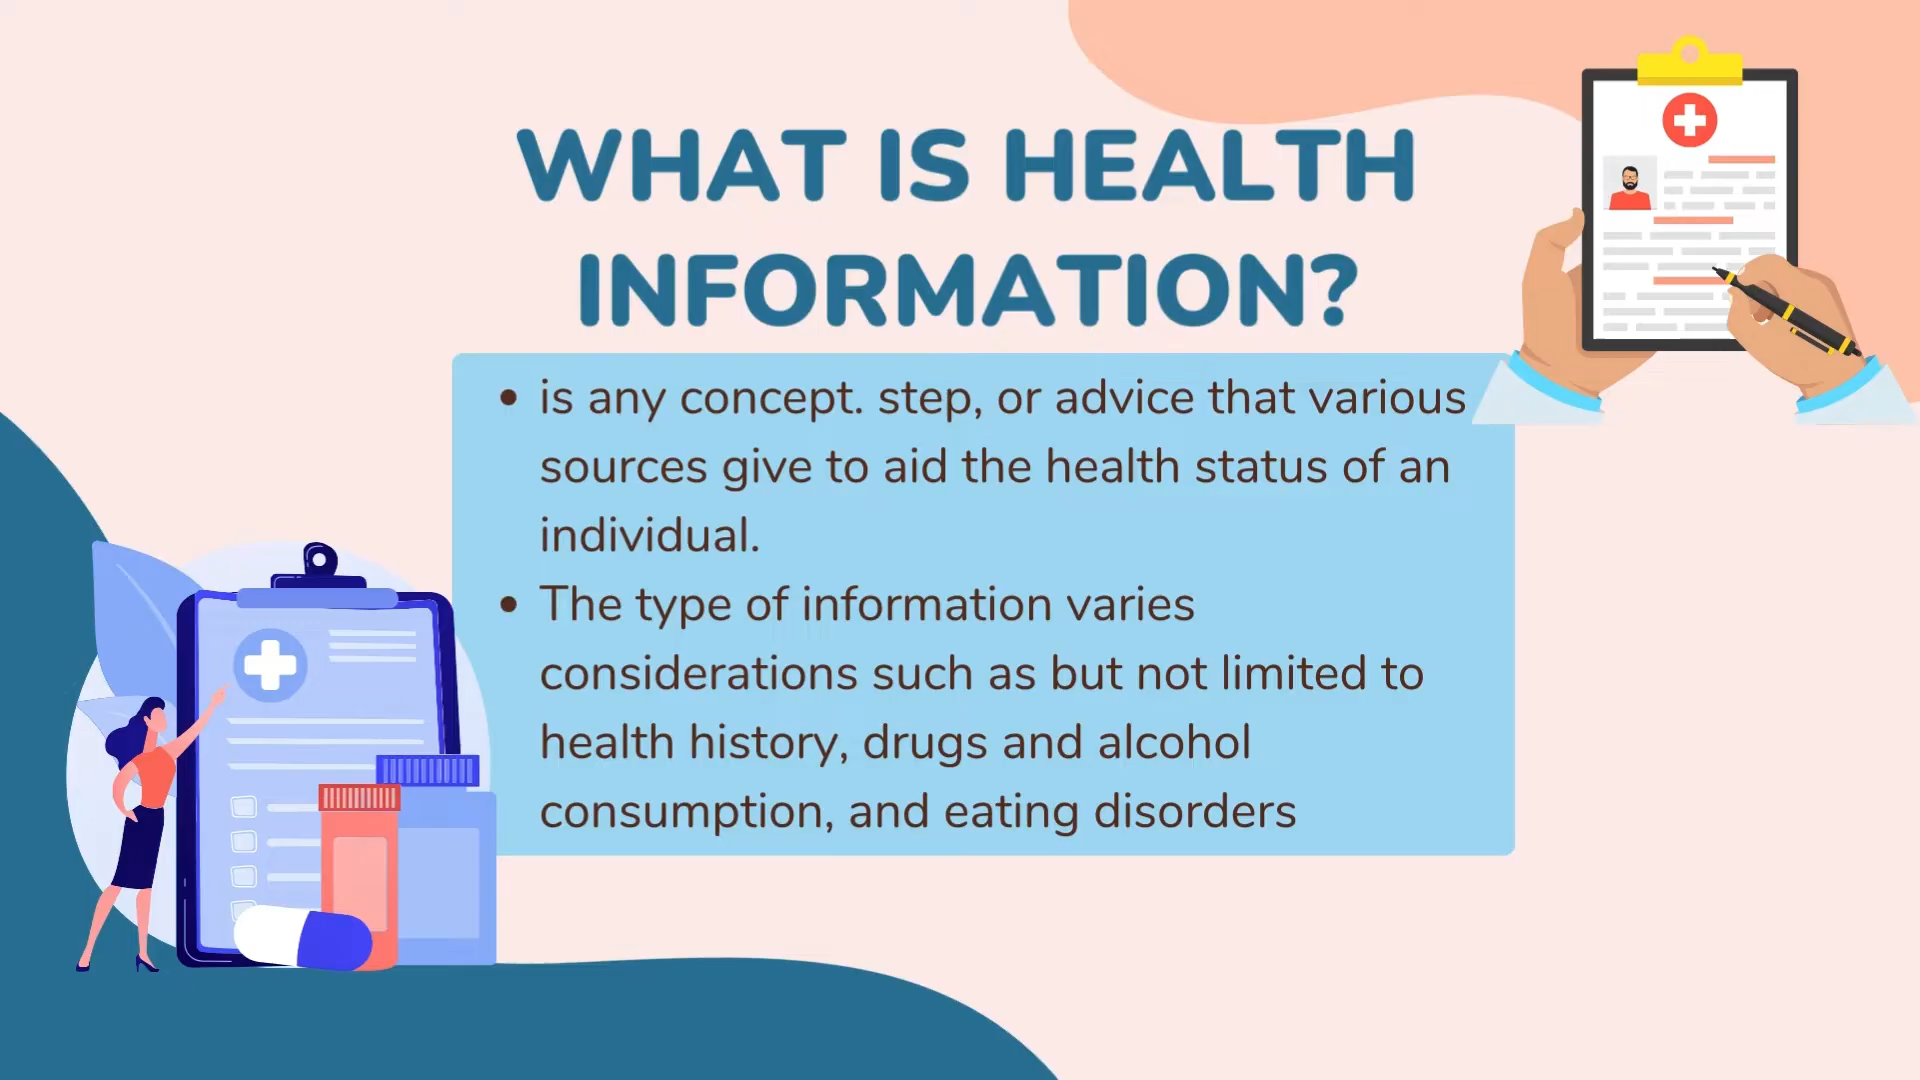 WHAT IS HEALTH
INFORMATION?
• is any concept. step, or advice that various
sources give to aid the health status of an
individual.
• The type of information varies
considerations such as but not limited to
health history, drugs and alcohol
consumption, and eating disorders